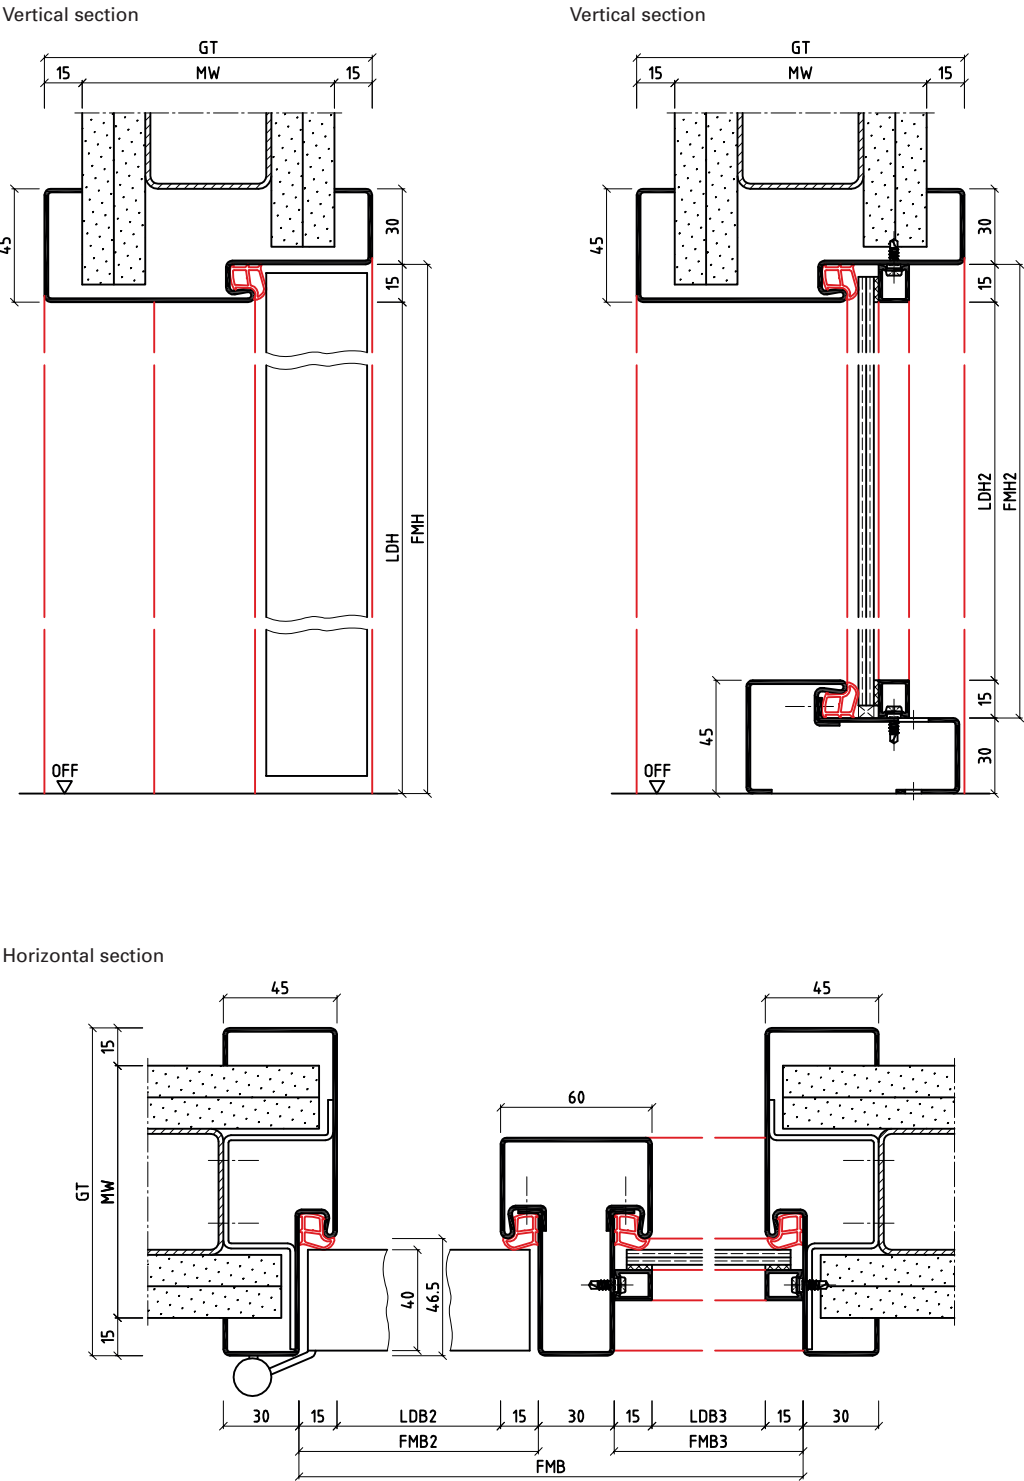 Vertical section
Vertical section
GT
GT
15
MW
15
15
MW
15
45
30
45
30
15
15
LDH
FMH
LDH2
FMH2
45
15
30
OFF
OFF
Horizontal section
45
45
15
60
GT
MW
40
46.5
15
30
15
LDB2
15
30
15
LDB3
15
30
FMB2
FMB3
FMB